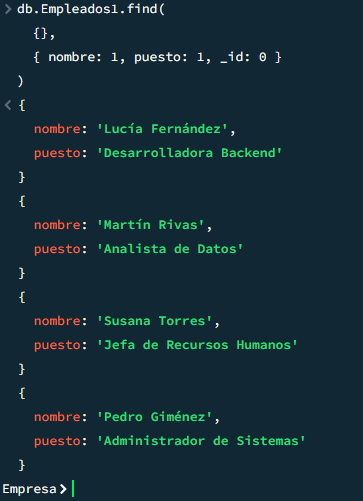 > db.Empleados1.find(
{},
{ nombre: 1, puesto: 1, _id: 0 }
)
< {
nombre: 'Lucía Fernández',
puesto: 'Desarrolladora Backend'
}
{
nombre: 'Martín Rivas',
puesto: 'Analista de Datos'
}
{
nombre: 'Susana Torres',
puesto: 'Jefa de Recursos Humanos'
}
{
nombre: 'Pedro Giménez',
puesto: 'Administrador de Sistemas'
}
Empresa>